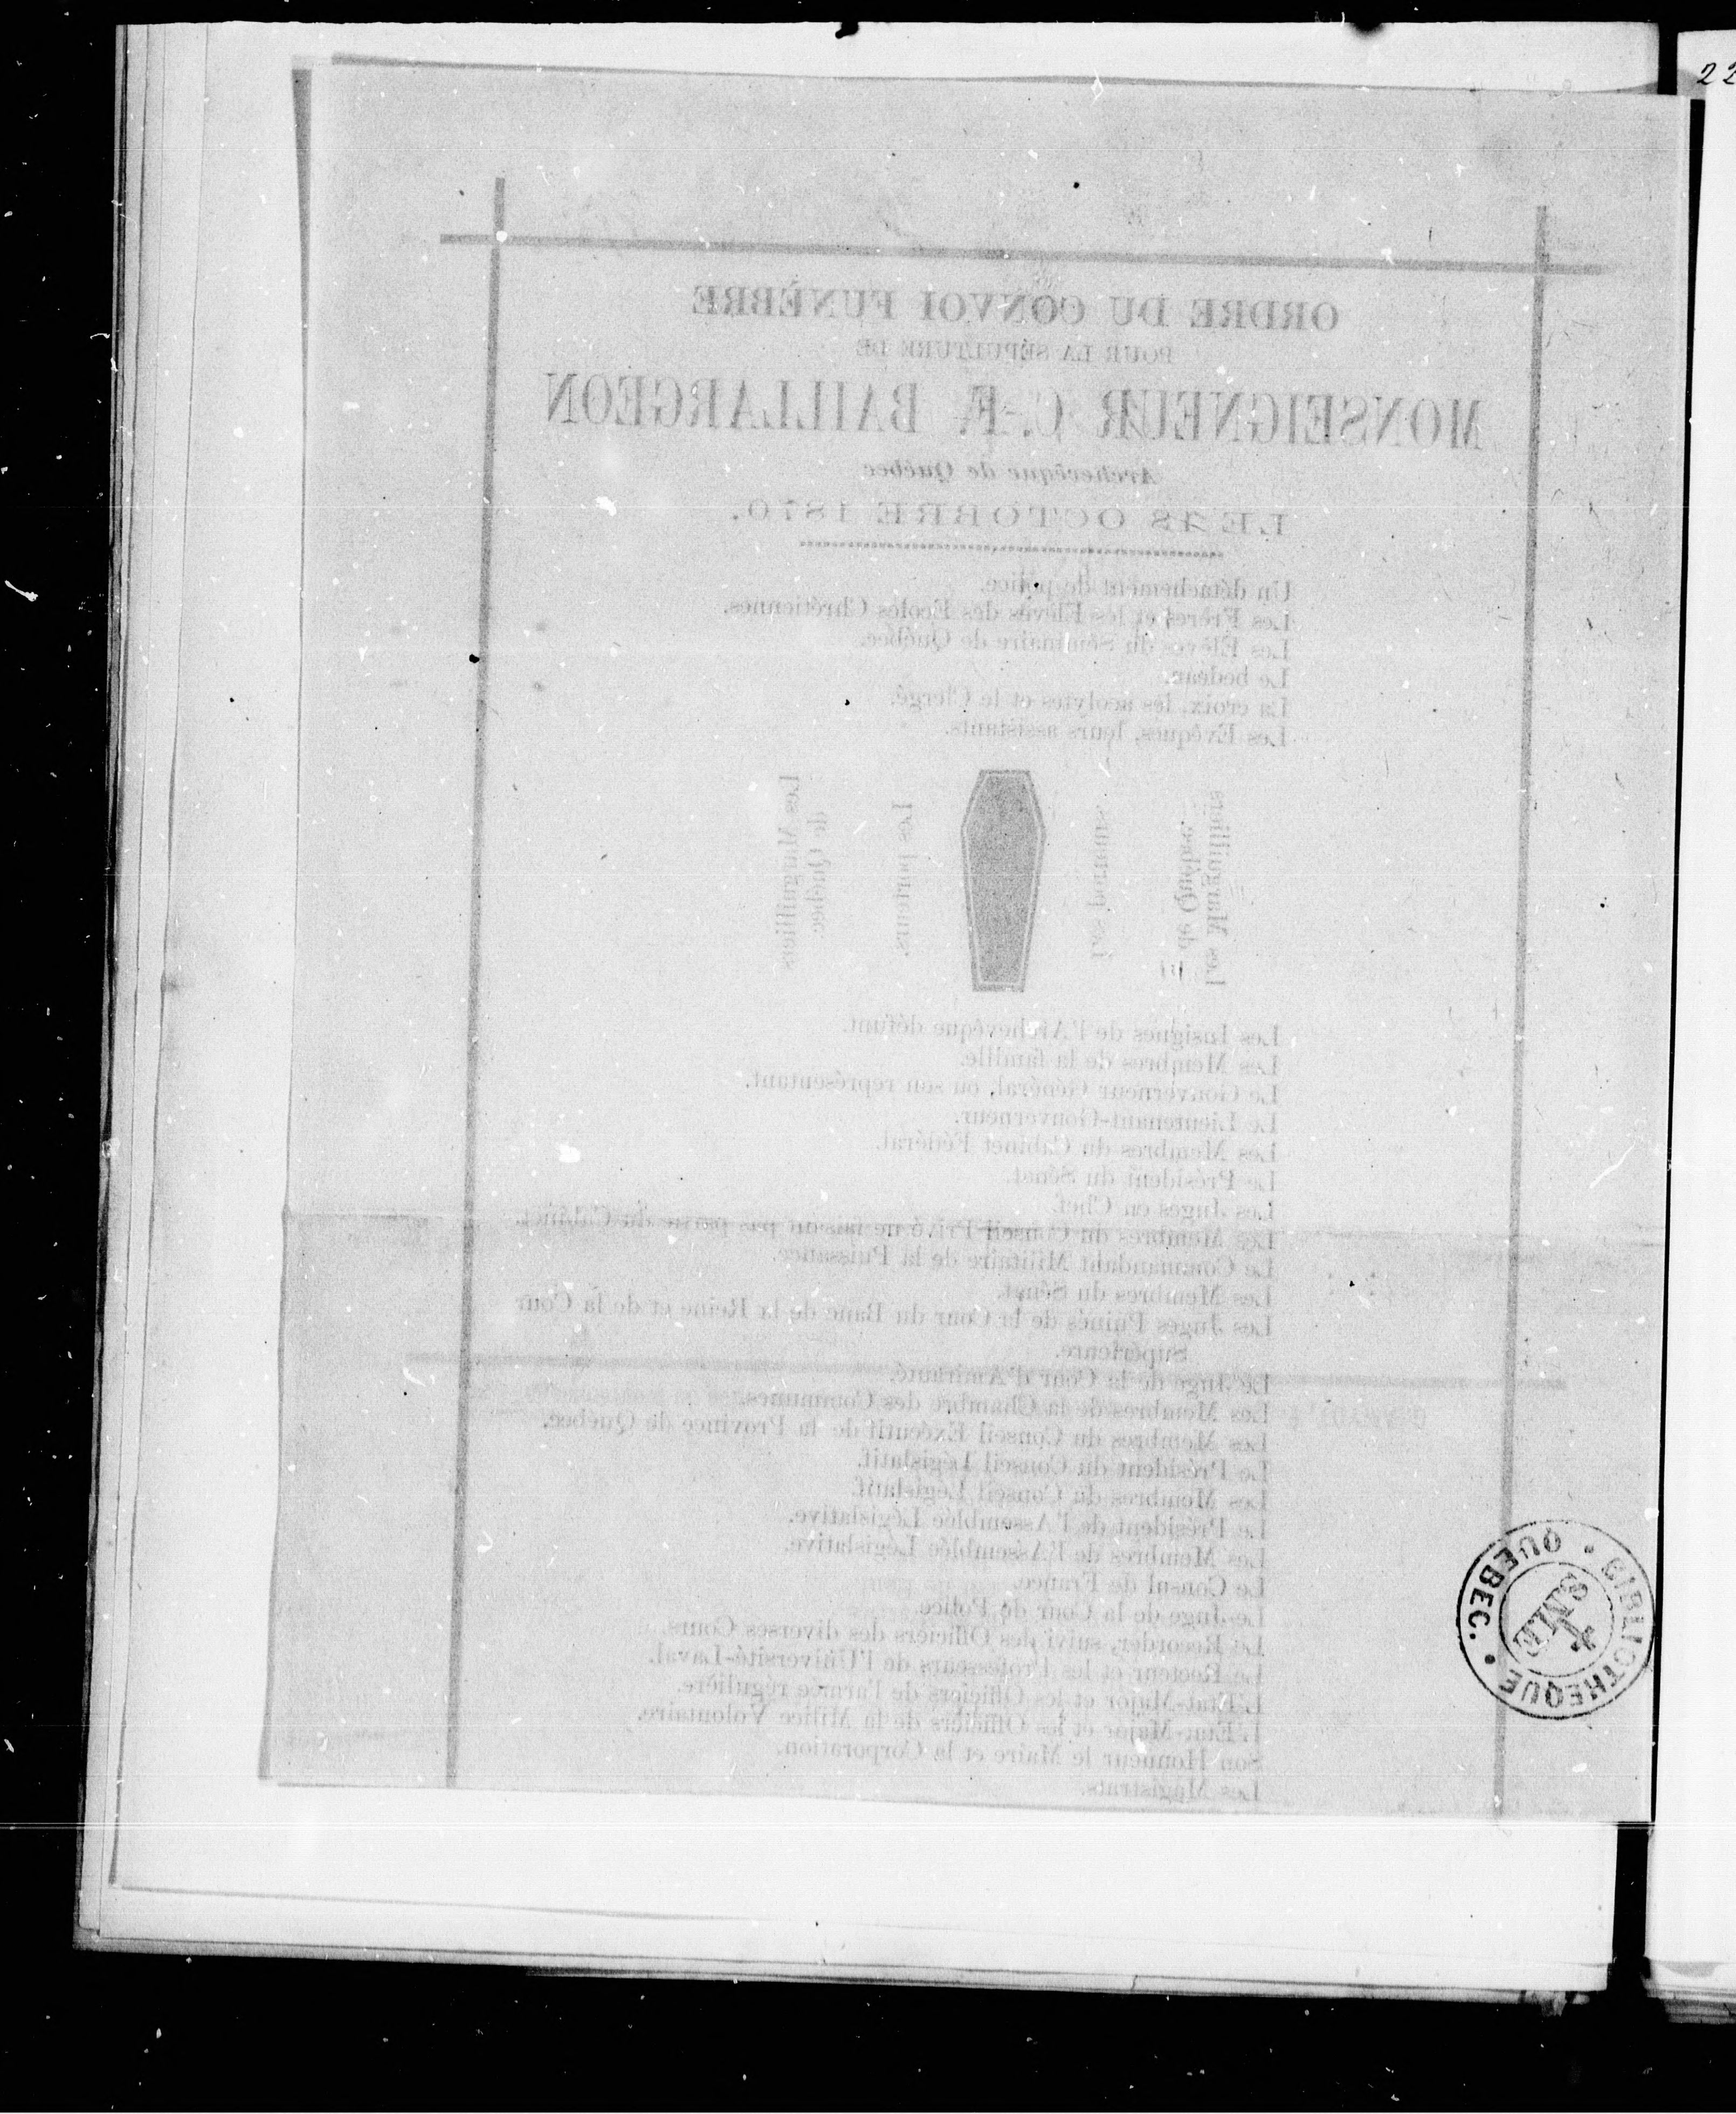 22
ORDRE DU CONVOI FUNÈBRE
POUR LA SÉPULTURE DE
MONSEIGNEUR C.-F. BAILLARGEON
Archevêque de Québec
LE 18 OCTOBRE 1870.
Un détachement de police.
Les Frères et les Elèves des Ecoles Chrétiennes.
Les Elèves du Séminaire de Québec.
Le bedeau.
La croix, les acolytes et le Clergé.
Les Evêques, leurs assistants.
Les Marguilliers
de Québec.
Les porteurs.
Les porteurs.
de Québec.
Les Marguilliers
Les Insignes de l'Archevêque défunt.
Les Membres de la famille.
Le Gouverneur Général, ou son représentant.
Le Lieutenant-Gouverneur.
Les Membres du Cabinet Fédéral.
Le Président du Sénat.
Les Juges en Chef.
Les Membres du Conseil Privé ne faisant pas partie du Cabinet.
Le Commandant Militaire de la Puissance.
Les Membres du Sénat.
Les Juges Puinés de la Cour du Banc de la Reine et de la Cour
Supérieure.
Le Juge de la Cour d'Amirauté.
Les Membres de la Chambre des Communes.
Les Membres du Conseil Exécutif de la Province de Québec.
Le Président du Conseil Législatif.
Les Membres du Conseil Législatif.
Le Président de l'Assemblée Législative.
Les Membres de l'Assemblée Législative.
Le Consul de France.
Le Juge de la Cour de Police.
Le Recorder, suivi des Officiers des diverses Cours.
Le Recteur et les Professeurs de l'Université-Laval.
L'Etat-Major et les Officiers de l'armée régulière.
L'Etat-Major et les Officiers de la Milice Volontaire.
Son Honneur le Maire et la Corporation.
Les Magistrats.
BIBLIOTHEQUE • QUEBEC. •
SME